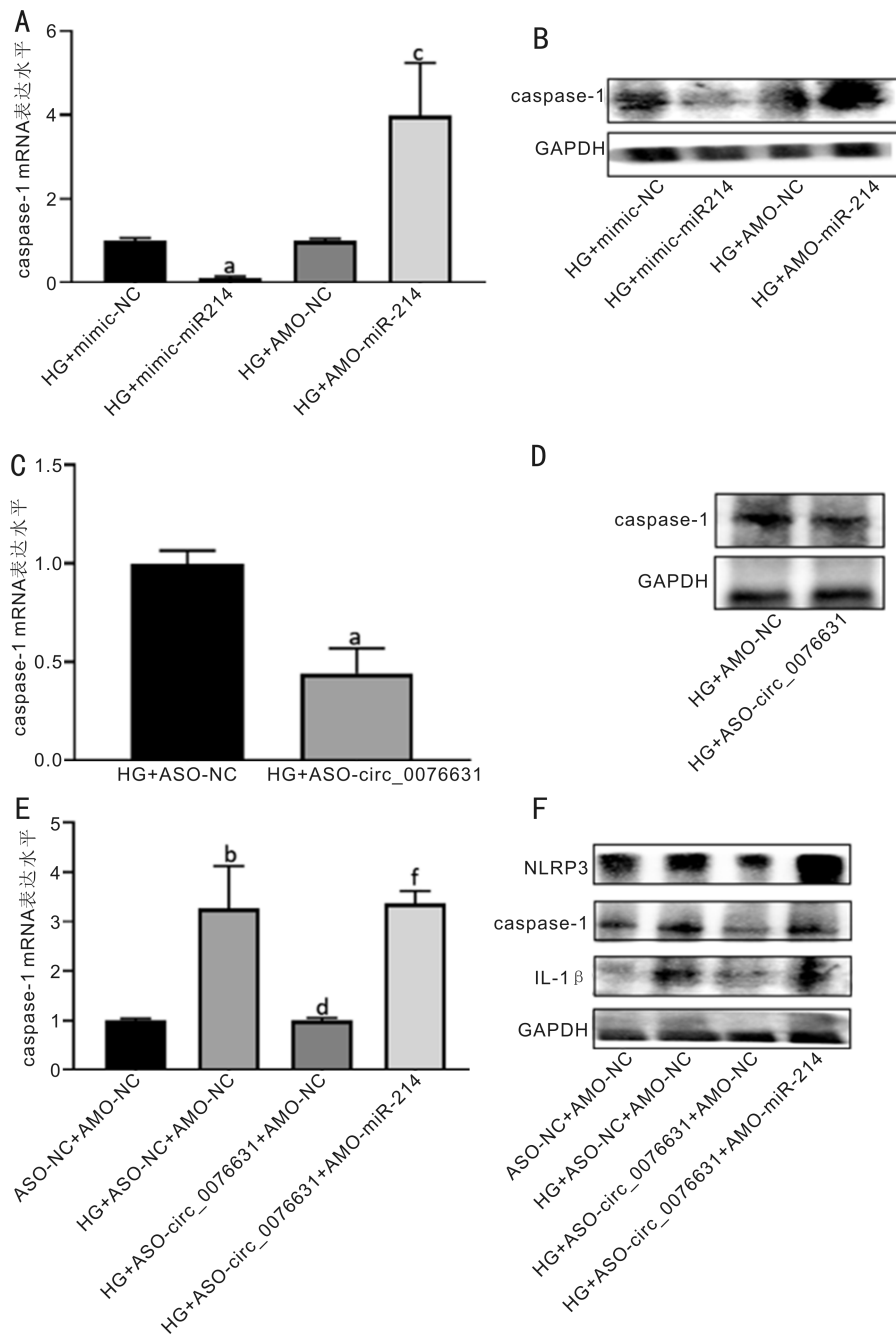 A
caspase-1 mRNA表达水平
6
4
2
0
a
c
HG+mimic-NC
HG+mimic-miR214
HG+AMO-NC
HG+AMO-miR-214
B
caspase-1
GAPDH
HG+mimic-NC
HG+mimic-miR214
HG+AMO-NC
HG+AMO-miR-214
C
caspase-1 mRNA表达水平
1.5
1.0
0.5
0.0
a
HG+ASO-NC
HG+ASO-circ_0076631
D
caspase-1
GAPDH
HG+AMO-NC
HG+ASO-circ_0076631
E
caspase-1 mRNA表达水平
5
4
3
2
1
0
b
d
f
ASO-NC+AMO-NC
HG+ASO-NC+AMO-NC
HG+ASO-circ_0076631+AMO-NC
HG+ASO-circ_0076631+AMO-miR-214
F
NLRP3
caspase-1
IL-1β
GAPDH
ASO-NC+AMO-NC
HG+ASO-NC+AMO-NC
HG+ASO-circ_0076631+AMO-NC
HG+ASO-circ_0076631+AMO-miR-214